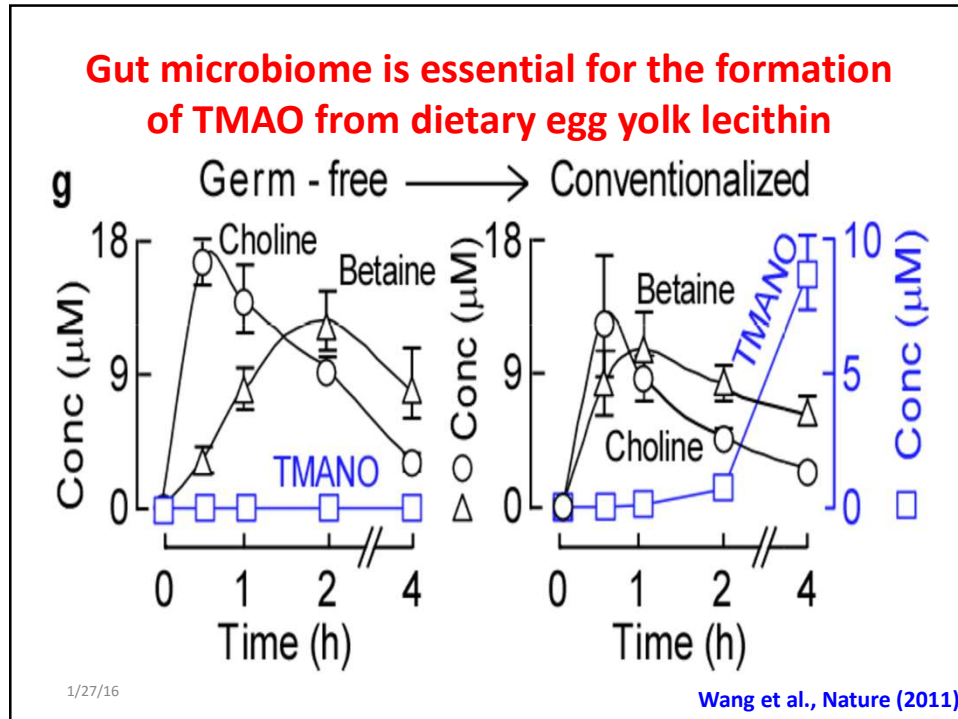 Gut microbiome is essential for the formation
of TMAO from dietary egg yolk lecithin
g Germ - free → Conventionalized
18
9
0
Conc (μM)
Choline
Betaine
TMANO
0 1 2 4
Time (h)
△ ○ Conc (μM)
18
9
0
Betaine
Choline
TMANO
0 1 2 4
Time (h)
10
5
0
□ Conc (μM)
1/27/16
Wang et al., Nature (2011)